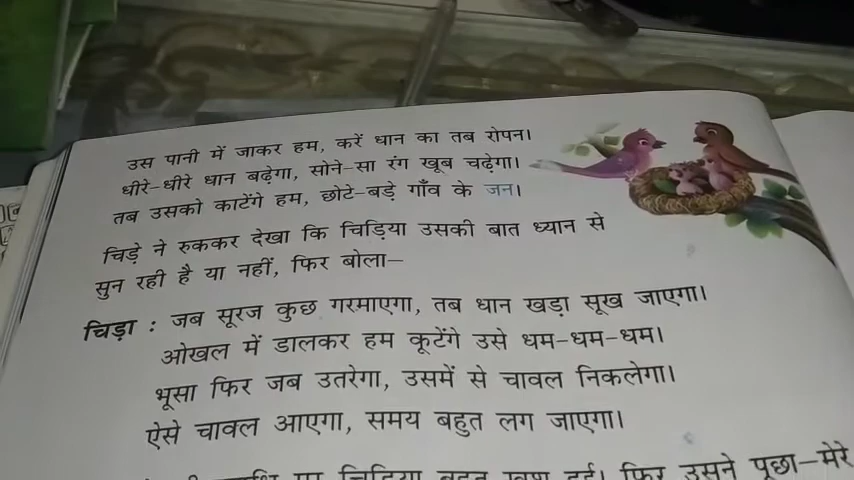 उस पानी में जाकर हम, करें धान का तब रोपन।
धीरे-धीरे धान बढ़ेगा, सोने-सा रंग खूब चढ़ेगा।
तब उसको काटेंगे हम, छोटे-बड़े गाँव के जन।
चिड़े ने रुककर देखा कि चिड़िया उसकी बात ध्यान से
सुन रही है या नहीं, फिर बोला—
चिड़ा : जब सूरज कुछ गरमाएगा, तब धान खड़ा सूख जाएगा।
ओखल में डालकर हम कूटेंगे उसे धम-धम-धम।
भूसा फिर जब उतरेगा, उसमें से चावल निकलेगा।
ऐसे चावल आएगा, समय बहुत लग जाएगा।
चिड़िया बहुत खुश हुई। फिर उसने पूछा—मेरे